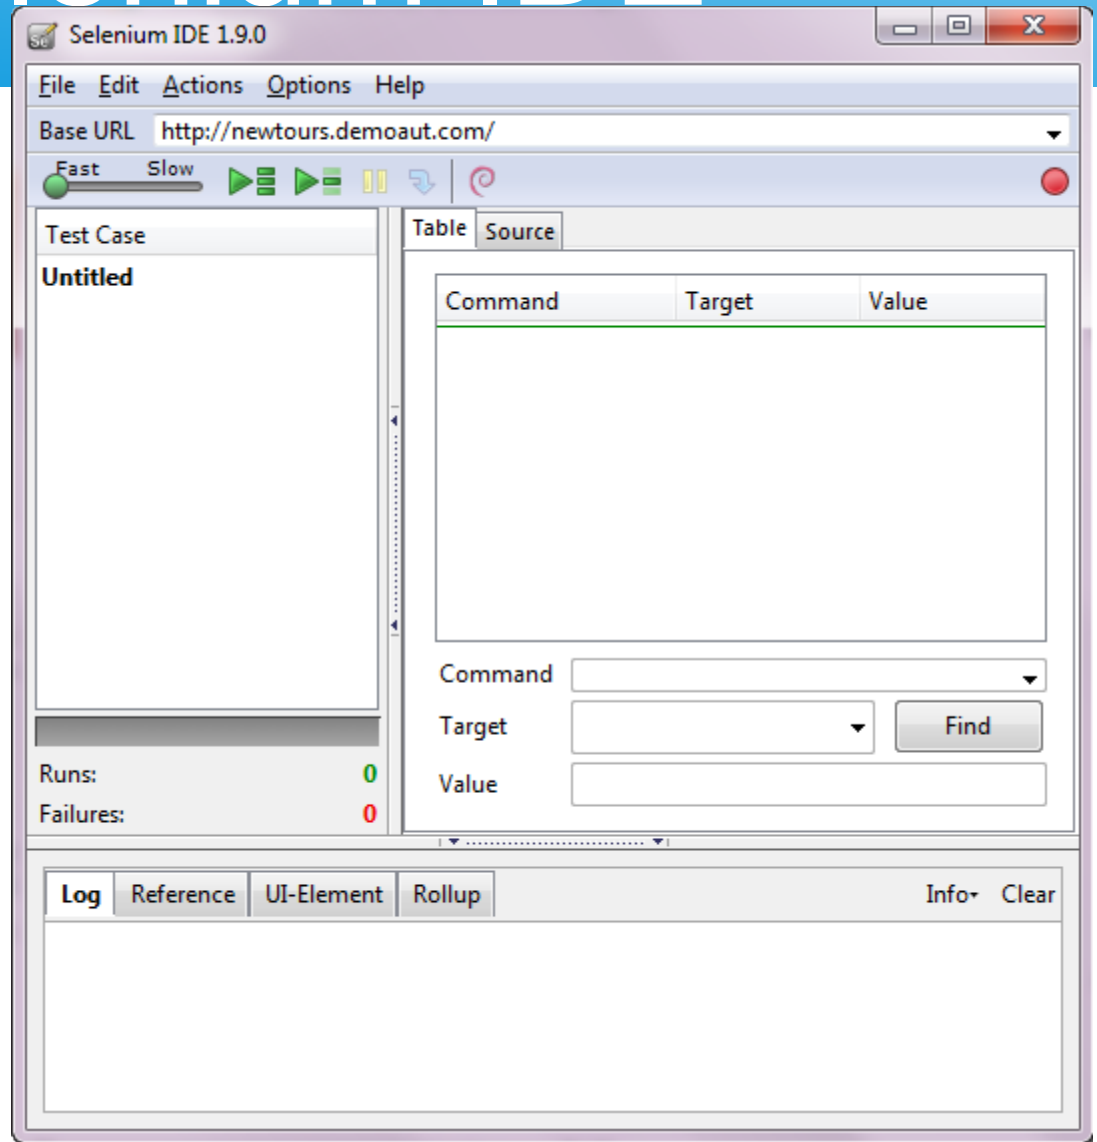 Selenium IDE 1.9.0
File Edit Actions Options Help
Base URL http://newtours.demoaut.com/
Fast Slow
Test Case
Untitled
Table Source
Command Target Value
Command
Target Find
Value
Runs: 0
Failures: 0
Log Reference UI-Element Rollup Info Clear